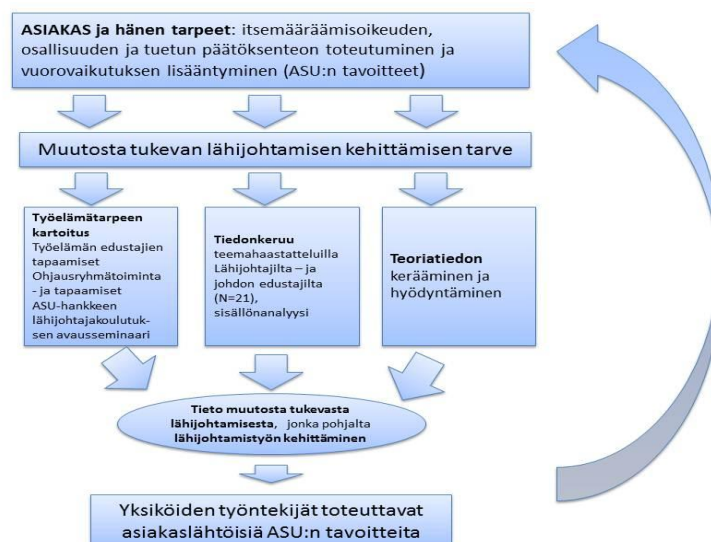 ASIAKAS ja hänen tarpeet: itsemääräämisoikeuden,
osallisuuden ja tuetun päätöksenteon toteutuminen ja
vuorovaikutuksen lisääntyminen (ASU:n tavoitteet)
Muutosta tukevan lähijohtamisen kehittämisen tarve
Työelämätarpeen
kartoitus
Työelämän edustajien
tapaamiset
Ohjausryhmätoiminta
- ja tapaamiset
ASU-hankkeen
lähijohtajakoulutuk-
sen avausseminaari
Tiedonkeruu
teemahaastatteluilla
Lähijohtajilta – ja
johdon edustajilta
(N=21),
sisällönanalyysi
Teoriatiedon
kerääminen ja
hyödyntäminen
Tieto muutosta tukevasta
lähijohtamisesta, jonka pohjalta
lähijohtamistyön kehittäminen
Yksiköiden työntekijät toteuttavat
asiakaslähtöisiä ASU:n tavoitteita